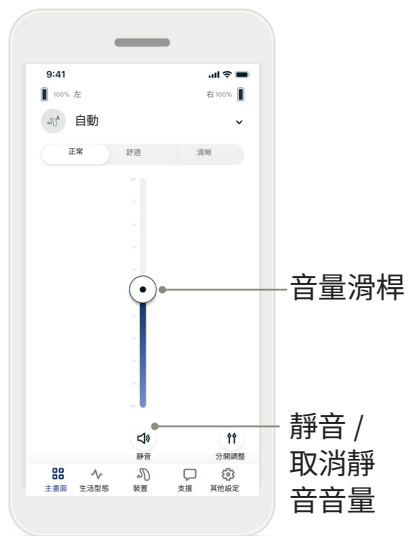 9:41
100% 左
右 100%
自動
正常 舒適 清晰
音量滑桿
靜音 /
取消靜
音音量
靜音 分開調整
主畫面 生活型態 裝置 支援 其他設定